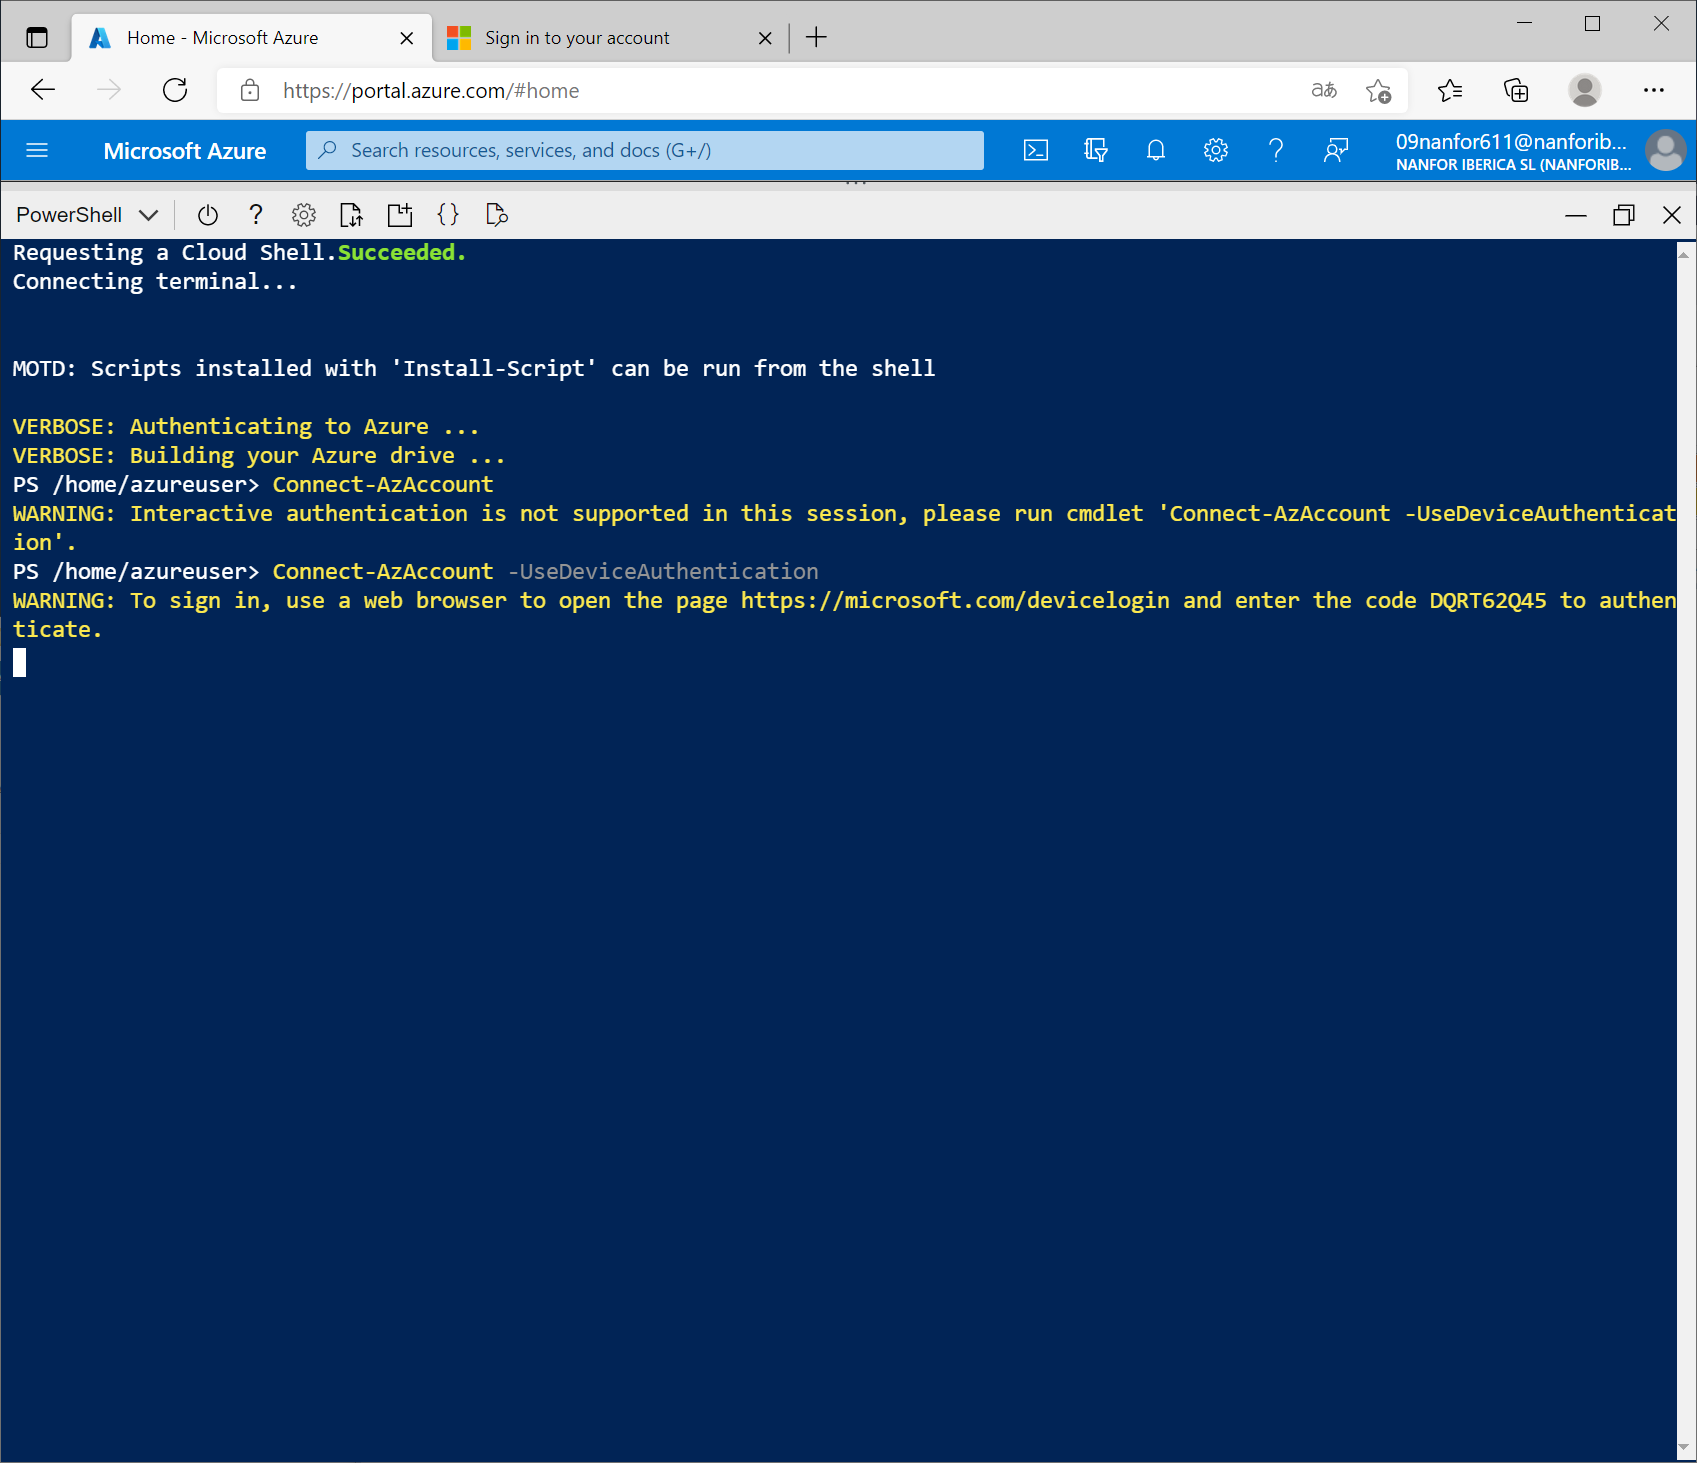 Home - Microsoft Azure
Sign in to your account
https://portal.azure.com/#home
Microsoft Azure
Search resources, services, and docs (G+/)
09nanfor611@nanforib...
NANFOR IBERICA SL (NANFORIB...
PowerShell
Requesting a Cloud Shell.Succeeded.
Connecting terminal...
MOTD: Scripts installed with 'Install-Script' can be run from the shell
VERBOSE: Authenticating to Azure ...
VERBOSE: Building your Azure drive ...
PS /home/azureuser> Connect-AzAccount
WARNING: Interactive authentication is not supported in this session, please run cmdlet 'Connect-AzAccount -UseDeviceAuthenticat
ion'.
PS /home/azureuser> Connect-AzAccount -UseDeviceAuthentication
WARNING: To sign in, use a web browser to open the page https://microsoft.com/devicelogin and enter the code DQRT62Q45 to authen
ticate.